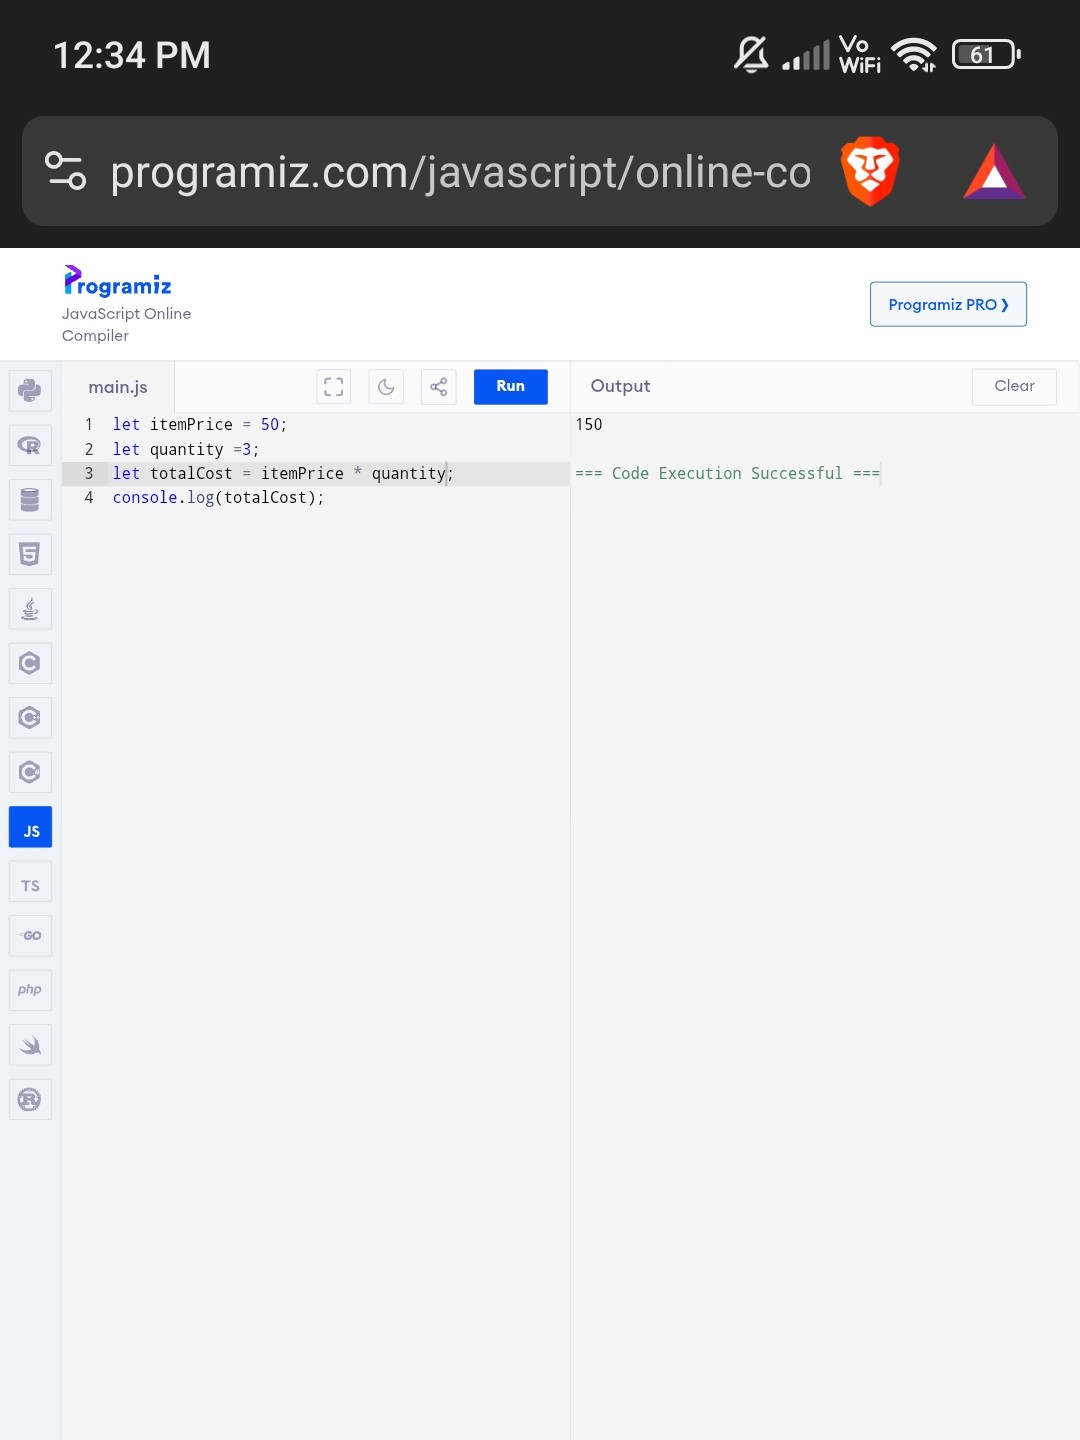 12:34 PM
Vo
WiFi
61
programiz.com/javascript/online-co
Programiz
JavaScript Online
Compiler
Programiz PRO ❯
main.js
Run
Output
Clear
1 let itemPrice = 50;
2 let quantity =3;
3 let totalCost = itemPrice * quantity;
4 console.log(totalCost);
150
=== Code Execution Successful ===
R
5
C
C
C
JS
TS
GO
php
R